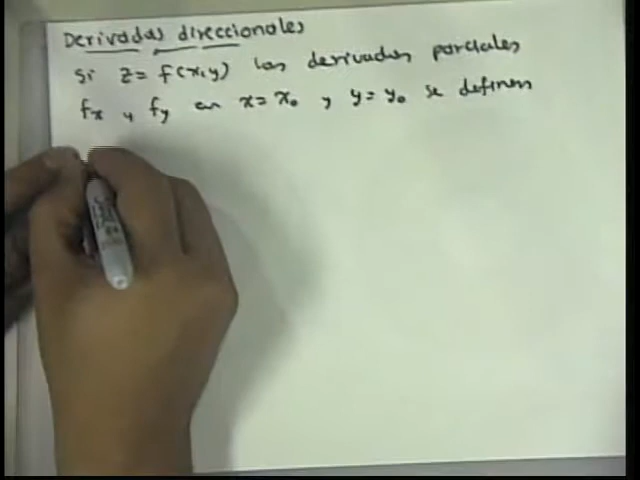 Derivadas direccionales
Si z = f(x,y) las derivadas parciales
fx y fy en x = x₀ y y = y₀ se definen